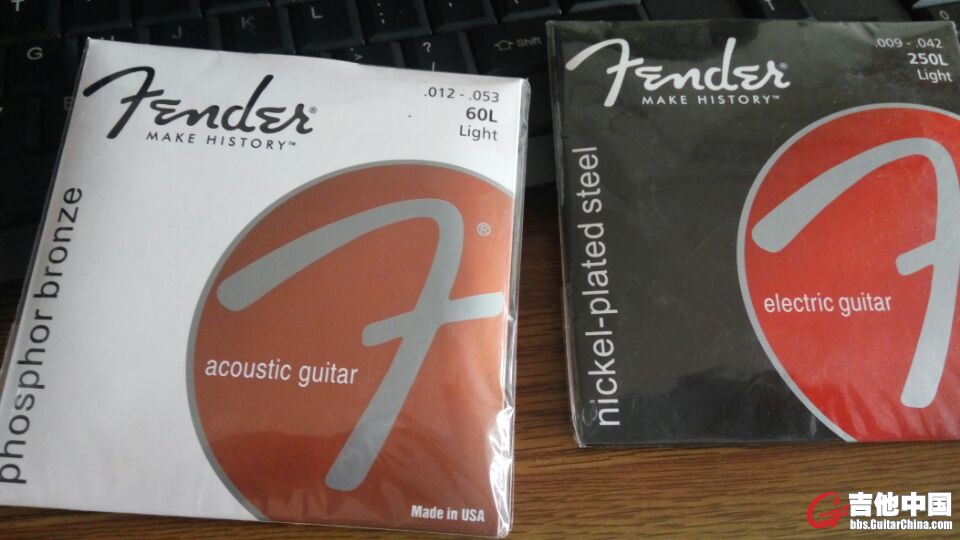 Fender®
MAKE HISTORY™
.012 - .053
60L
Light
phosphor bronze
®
acoustic guitar
Made in USA
Fender®
MAKE HISTORY™
.009 - .042
250L
Light
nickel-plated steel
electric guitar
Shift
G
T
?
吉他中国
bbs.GuitarChina.com